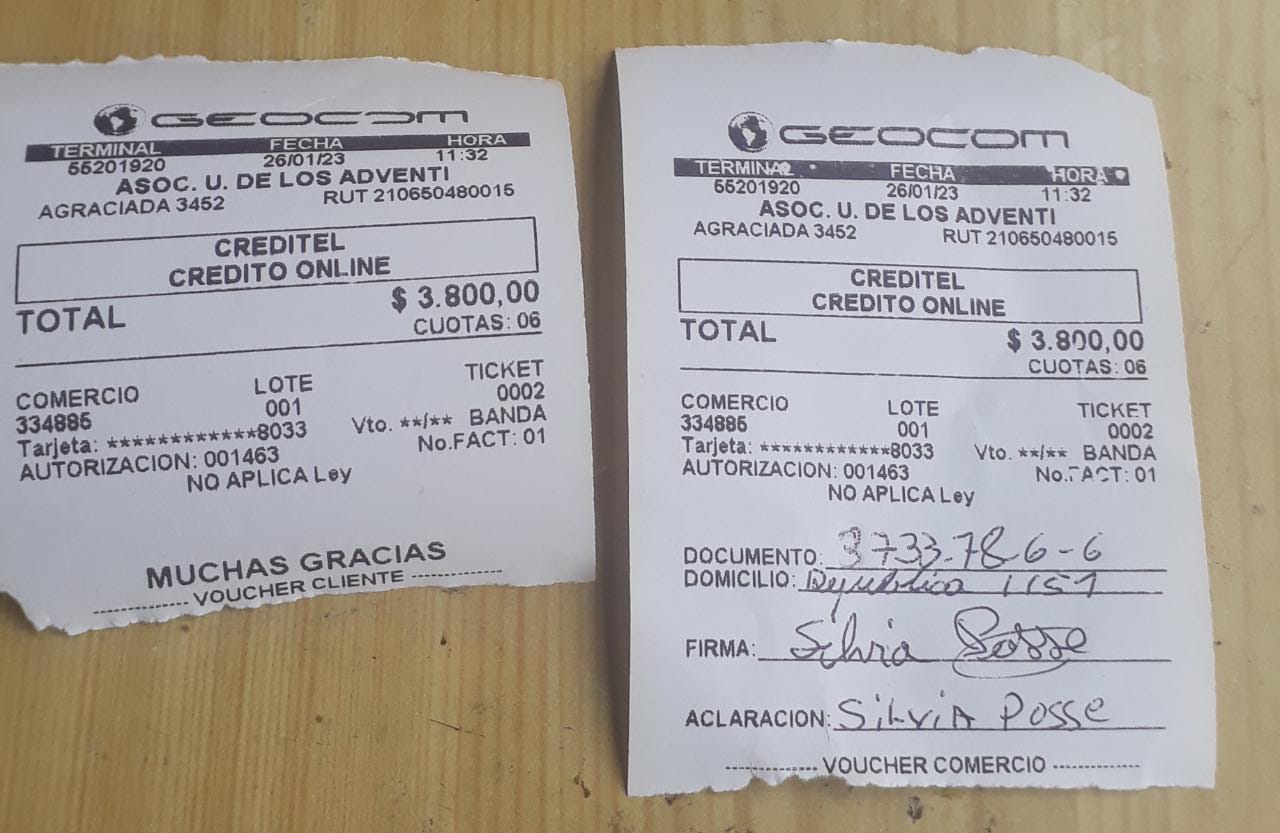 GEOCOM
TERMINAL FECHA HORA
55201920 26/01/23 11:32
ASOC. U. DE LOS ADVENTI
AGRACIADA 3452 RUT 210650480015
CREDITEL
CREDITO ONLINE
TOTAL $ 3.800,00
CUOTAS: 06
COMERCIO LOTE TICKET
334885 001 0002
Tarjeta: ************8033 Vto. **/** BANDA
AUTORIZACION: 001463 No.FACT: 01
NO APLICA Ley
MUCHAS GRACIAS
------------- VOUCHER CLIENTE -------------
GEOCOM
TERMINAL FECHA HORA
55201920 26/01/23 11:32
ASOC. U. DE LOS ADVENTI
AGRACIADA 3452 RUT 210650480015
CREDITEL
CREDITO ONLINE
TOTAL $ 3.800,00
CUOTAS: 06
COMERCIO LOTE TICKET
334885 001 0002
Tarjeta: ************8033 Vto. **/** BANDA
AUTORIZACION: 001463 No.FACT: 01
NO APLICA Ley
DOCUMENTO: 3733.786-6
DOMICILIO: Republica 1151
FIRMA: Silvia Posse
ACLARACION: SilviA Posse
------------- VOUCHER COMERCIO -------------